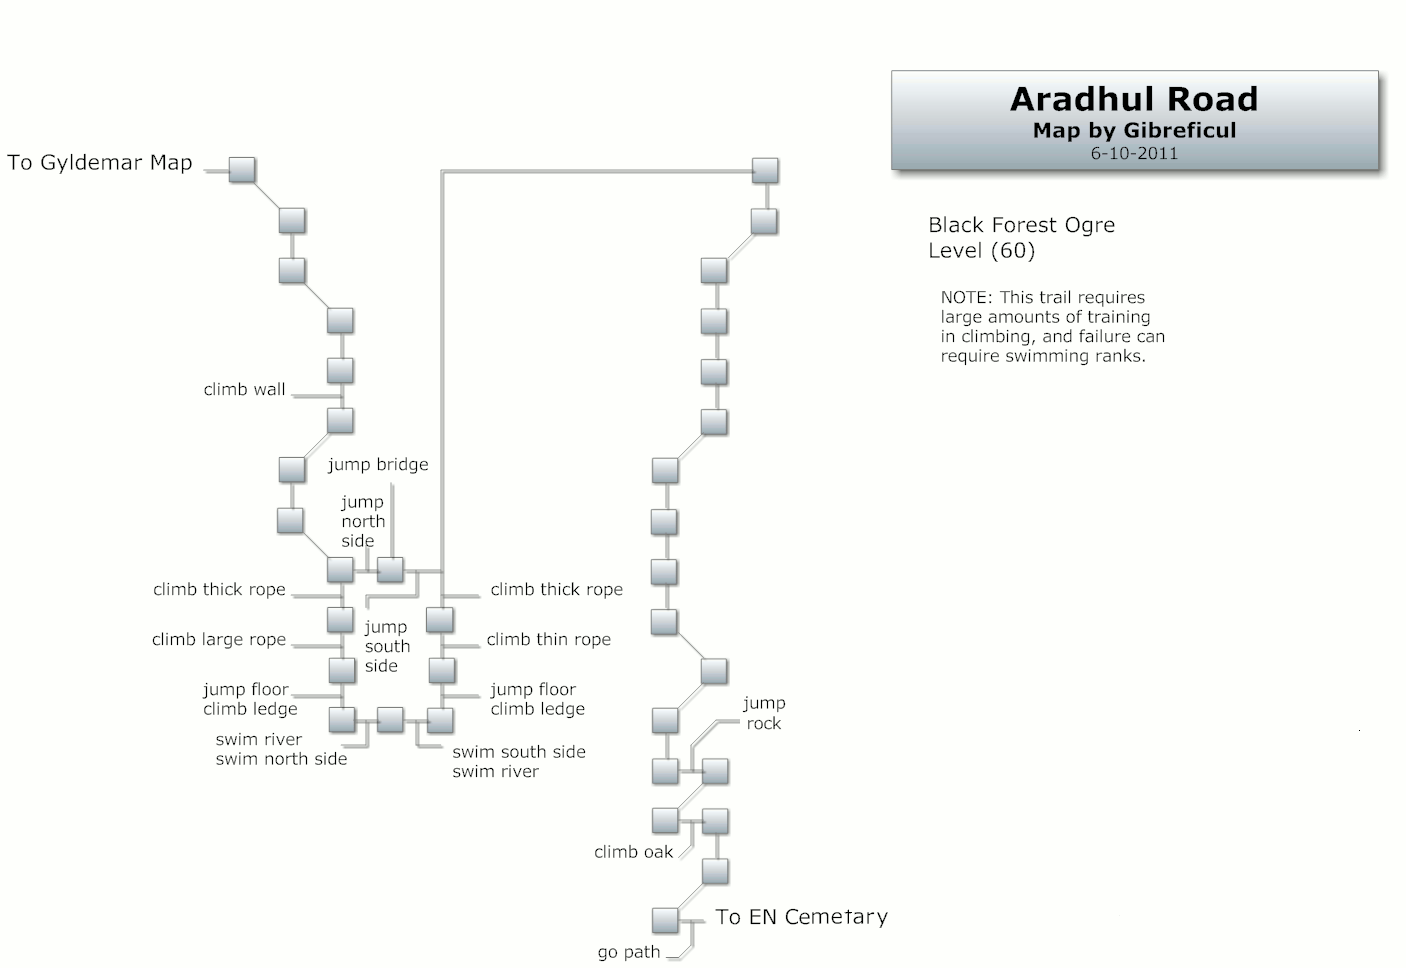 Aradhul Road
Map by Gibreficul
6-10-2011
To Gyldemar Map
Black Forest Ogre
Level (60)
NOTE: This trail requires
large amounts of training
in climbing, and failure can
require swimming ranks.
climb wall
jump bridge
jump
north
side
climb thick rope
climb thick rope
jump
south
side
climb large rope
climb thin rope
jump floor
climb ledge
jump floor
climb ledge
swim river
swim north side
swim south side
swim river
jump
rock
climb oak
To EN Cemetary
go path